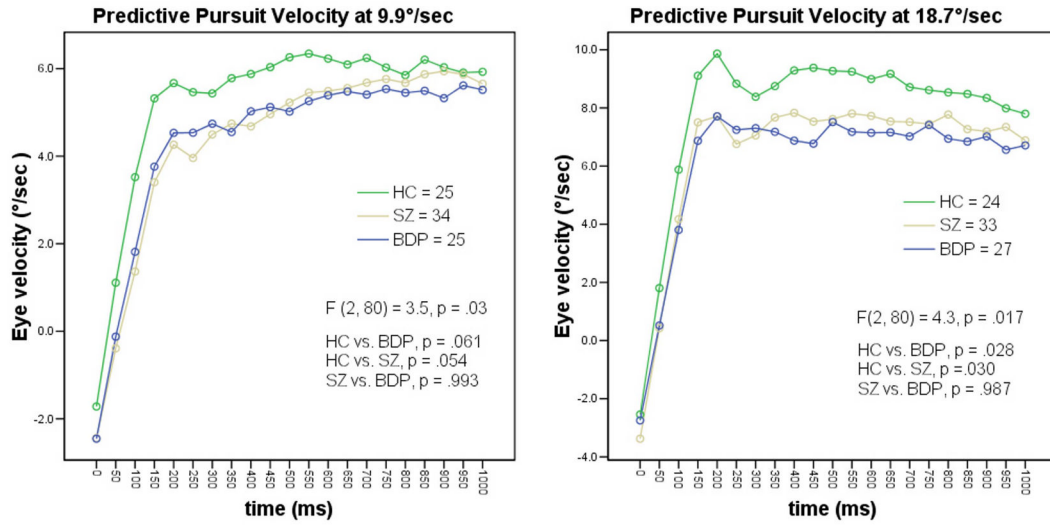 Predictive Pursuit Velocity at 9.9°/sec
Eye velocity (°/sec)
6.0
4.0
2.0
0.0
-2.0
HC = 25
SZ = 34
BDP = 25
F (2, 80) = 3.5, p = .03
HC vs. BDP, p = .061
HC vs. SZ, p = .054
SZ vs. BDP, p = .993
0 50 100 150 200 250 300 350 400 450 500 550 600 650 700 750 800 850 900 950 1000
time (ms)
Predictive Pursuit Velocity at 18.7°/sec
Eye velocity (°/sec)
10.0
8.0
6.0
4.0
2.0
0.0
-2.0
-4.0
HC = 24
SZ = 33
BDP = 27
F (2, 80) = 4.3, p = .017
HC vs. BDP, p = .028
HC vs. SZ, p =.030
SZ vs. BDP, p = .987
0 50 100 150 200 250 300 350 400 450 500 550 600 650 700 750 800 850 900 950 1000
time (ms)